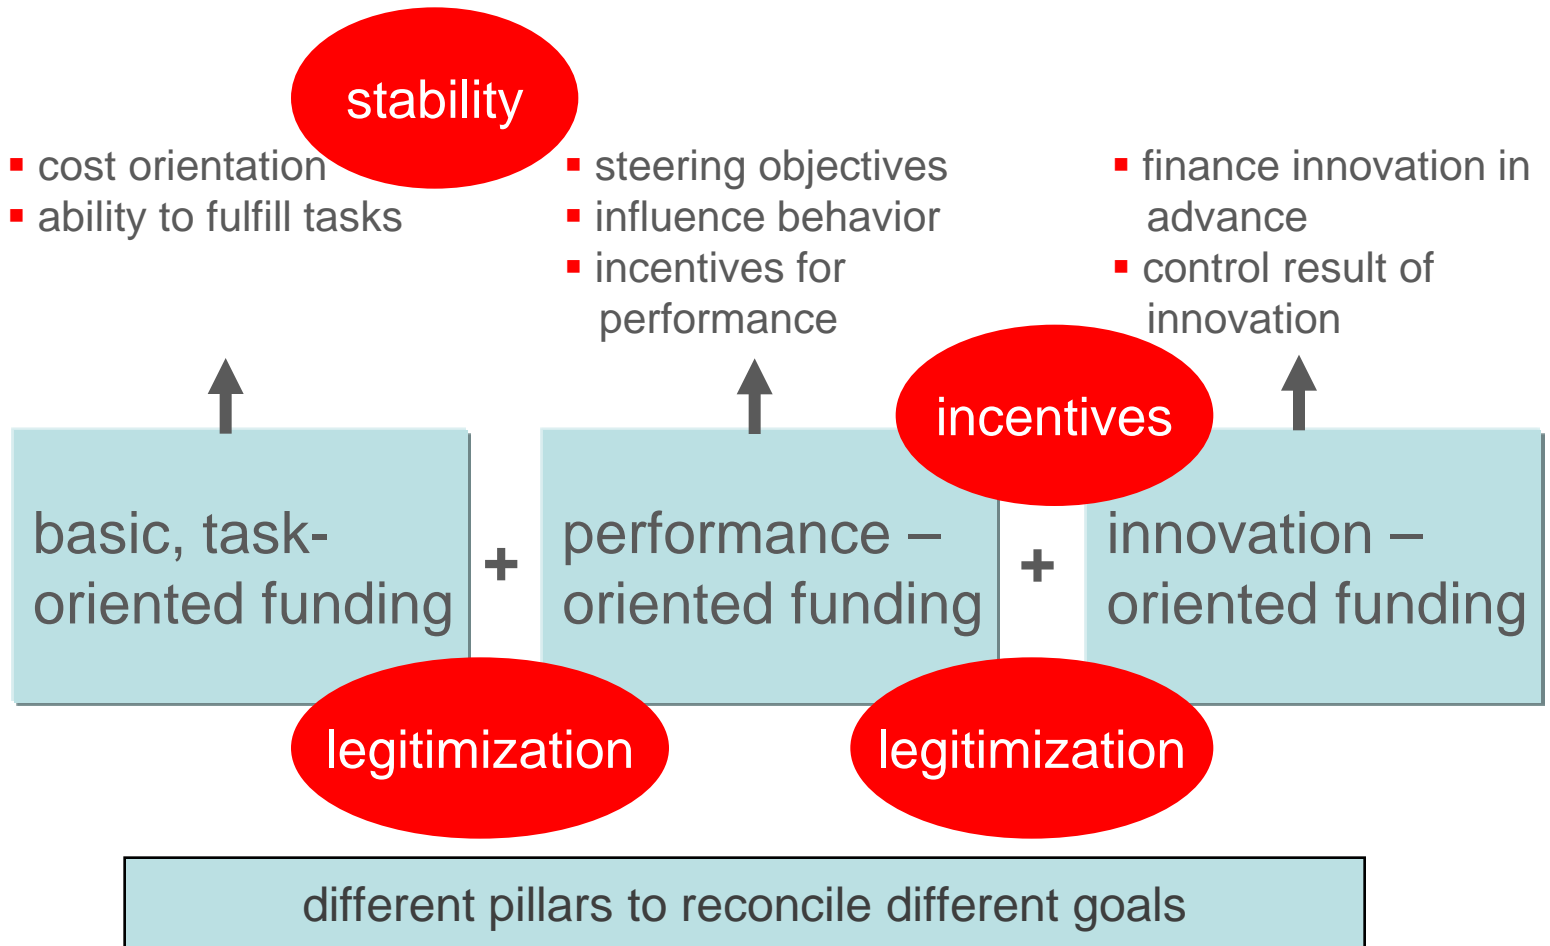 stability
▪ cost orientation
▪ ability to fulfill tasks
▪ steering objectives
▪ influence behavior
▪ incentives for
performance
▪ finance innovation in
advance
▪ control result of
innovation
incentives
basic, task-
oriented funding
+
performance –
oriented funding
+
innovation –
oriented funding
legitimization
legitimization
different pillars to reconcile different goals